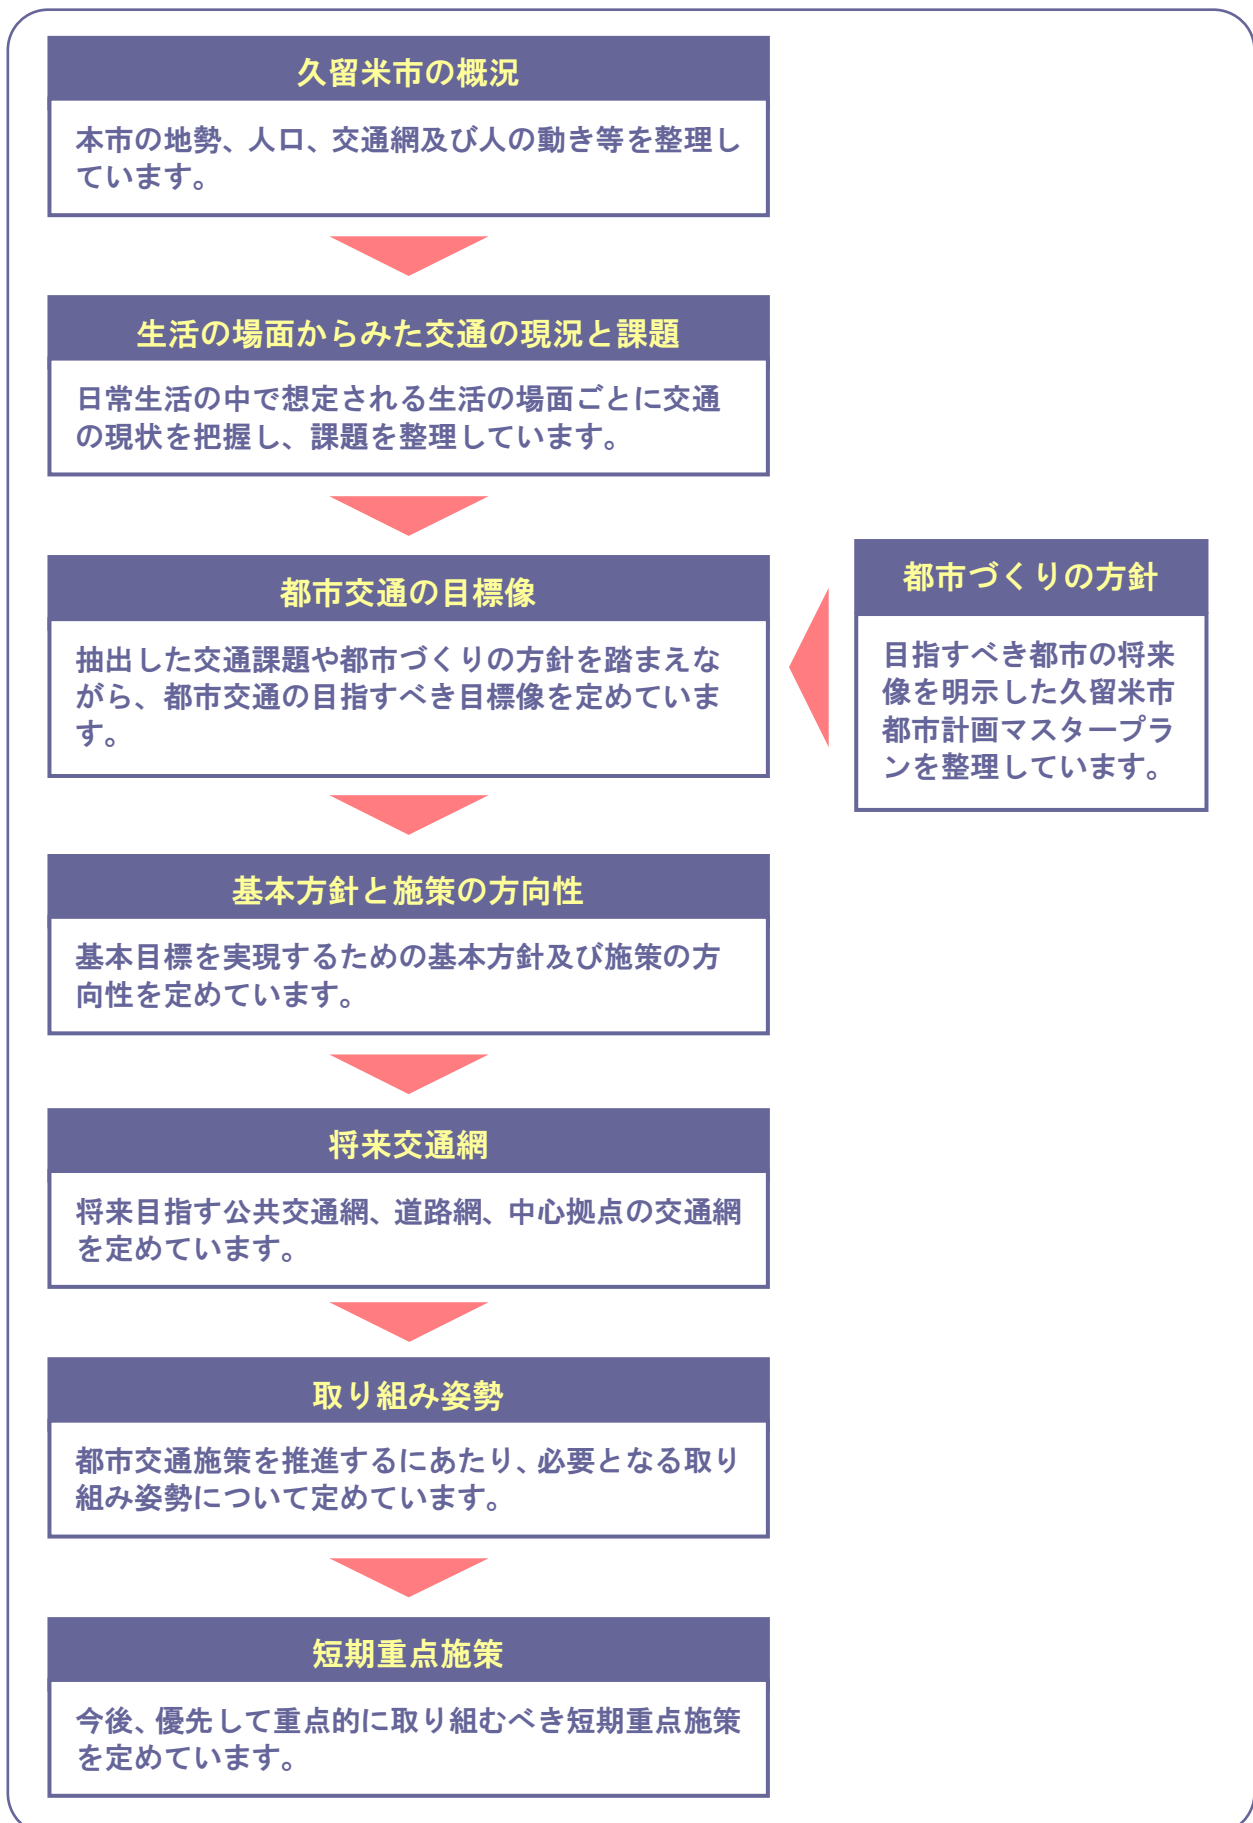 久留米市の概況
本市の地勢、人口、交通網及び人の動き等を整理し
ています。
生活の場面からみた交通の現況と課題
日常生活の中で想定される生活の場面ごとに交通
の現状を把握し、課題を整理しています。
都市交通の目標像
抽出した交通課題や都市づくりの方針を踏まえな
がら、都市交通の目指すべき目標像を定めていま
す。
都市づくりの方針
目指すべき都市の将来
像を明示した久留米市
都市計画マスタープラ
ンを整理しています。
基本方針と施策の方向性
基本目標を実現するための基本方針及び施策の方
向性を定めています。
将来交通網
将来目指す公共交通網、道路網、中心拠点の交通網
を定めています。
取り組み姿勢
都市交通施策を推進するにあたり、必要となる取り
組み姿勢について定めています。
短期重点施策
今後、優先して重点的に取り組むべき短期重点施策
を定めています。